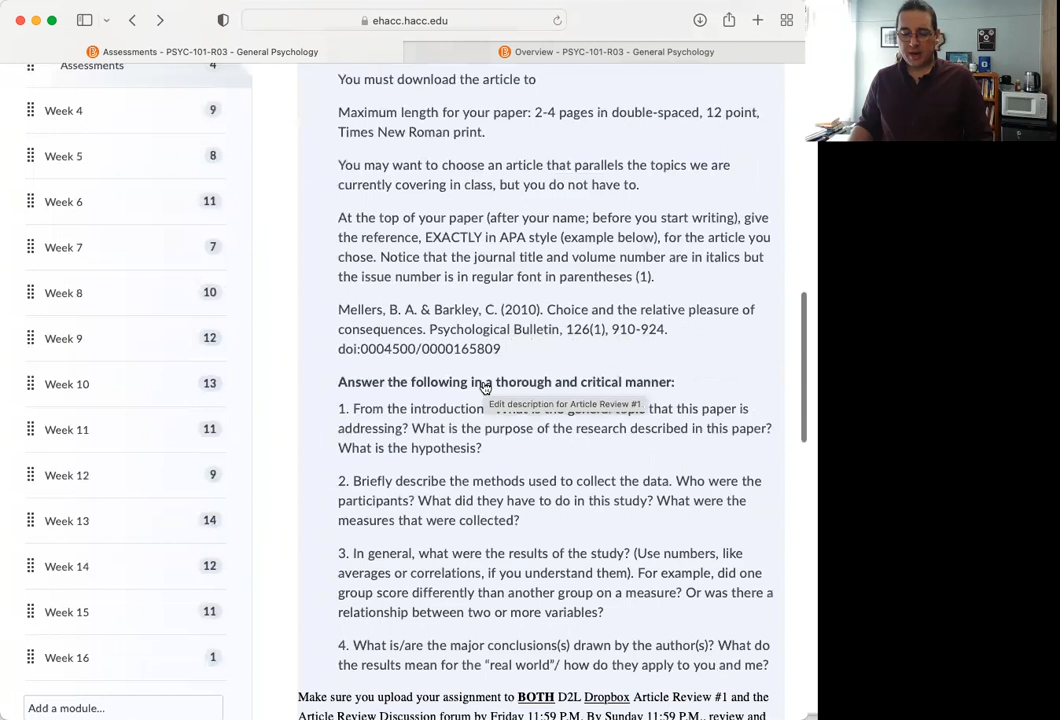 ehacc.hacc.edu
Assessments - PSYC-101-R03 - General Psychology
Overview - PSYC-101-R03 - General Psychology
Assessments 4
Week 4 9
Week 5 8
Week 6 11
Week 7 7
Week 8 10
Week 9 12
Week 10 13
Week 11 11
Week 12 9
Week 13 14
Week 14 12
Week 15 11
Week 16 1
Add a module...
You must download the article to
Maximum length for your paper: 2-4 pages in double-spaced, 12 point,
Times New Roman print.
You may want to choose an article that parallels the topics we are
currently covering in class, but you do not have to.
At the top of your paper (after your name; before you start writing), give
the reference, EXACTLY in APA style (example below), for the article you
chose. Notice that the journal title and volume number are in italics but
the issue number is in regular font in parentheses (1).
Mellers, B. A. & Barkley, C. (2010). Choice and the relative pleasure of
consequences. Psychological Bulletin, 126(1), 910-924.
doi:0004500/0000165809
Answer the following in a thorough and critical manner:
Edit description for Article Review #1
1. From the introduction that this paper is
addressing? What is the purpose of the research described in this paper?
What is the hypothesis?
2. Briefly describe the methods used to collect the data. Who were the
participants? What did they have to do in this study? What were the
measures that were collected?
3. In general, what were the results of the study? (Use numbers, like
averages or correlations, if you understand them). For example, did one
group score differently than another group on a measure? Or was there a
relationship between two or more variables?
4. What is/are the major conclusions(s) drawn by the author(s)? What do
the results mean for the “real world”/ how do they apply to you and me?
Make sure you upload your assignment to BOTH D2L Dropbox Article Review #1 and the
Article Review Discussion forum by Friday 11:59 P.M. By Sunday 11:59 P.M., review and